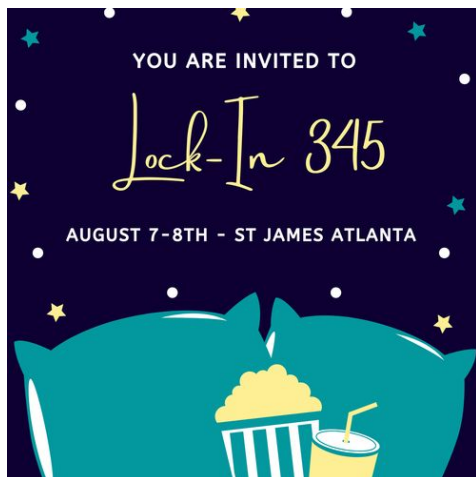 YOU ARE INVITED TO
Lock-In 345
AUGUST 7-8TH - ST JAMES ATLANTA